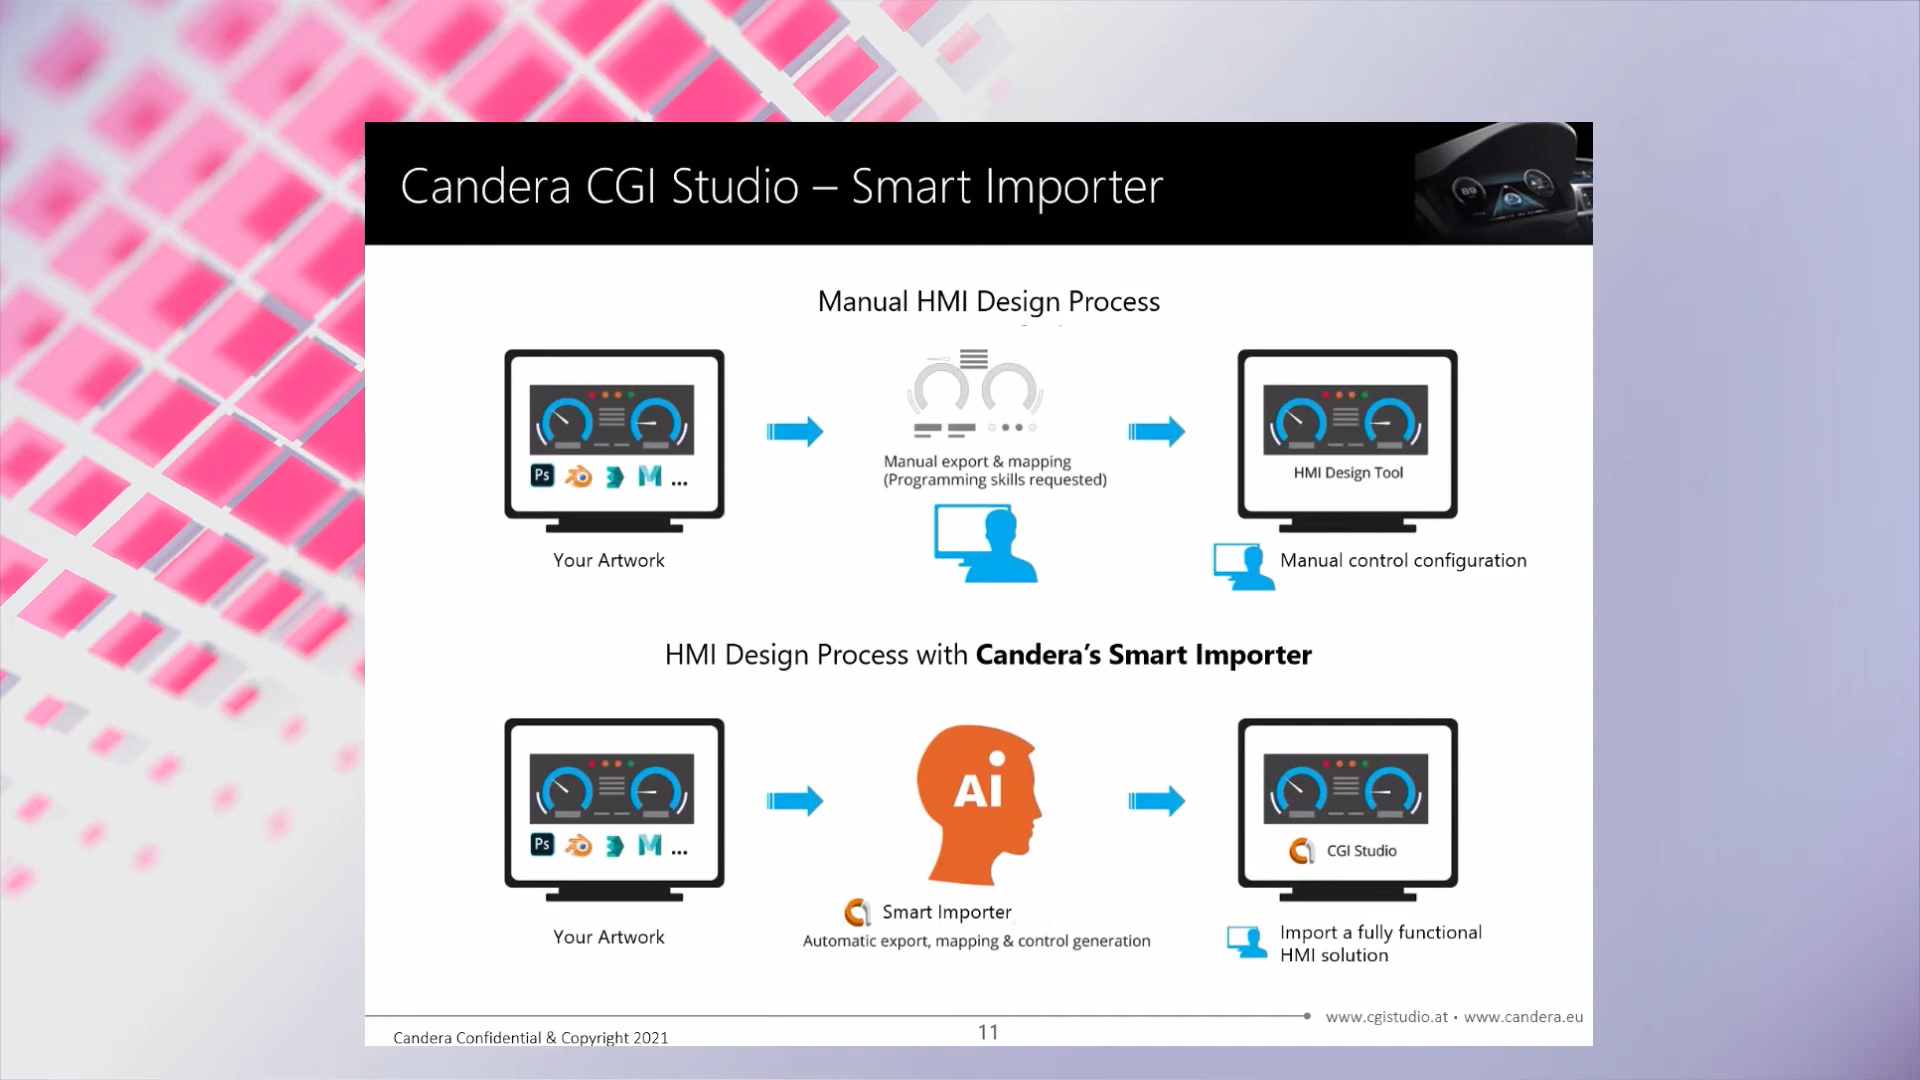 Candera CGI Studio – Smart Importer
89
Manual HMI Design Process
Ps
...
Your Artwork
Manual export & mapping
(Programming skills requested)
HMI Design Tool
Manual control configuration
HMI Design Process with Candera's Smart Importer
Ps
...
Your Artwork
Ai
Smart Importer
Automatic export, mapping & control generation
CGI Studio
Import a fully functional
HMI solution
www.cgistudio.at • www.candera.eu
Candera Confidential & Copyright 2021
11